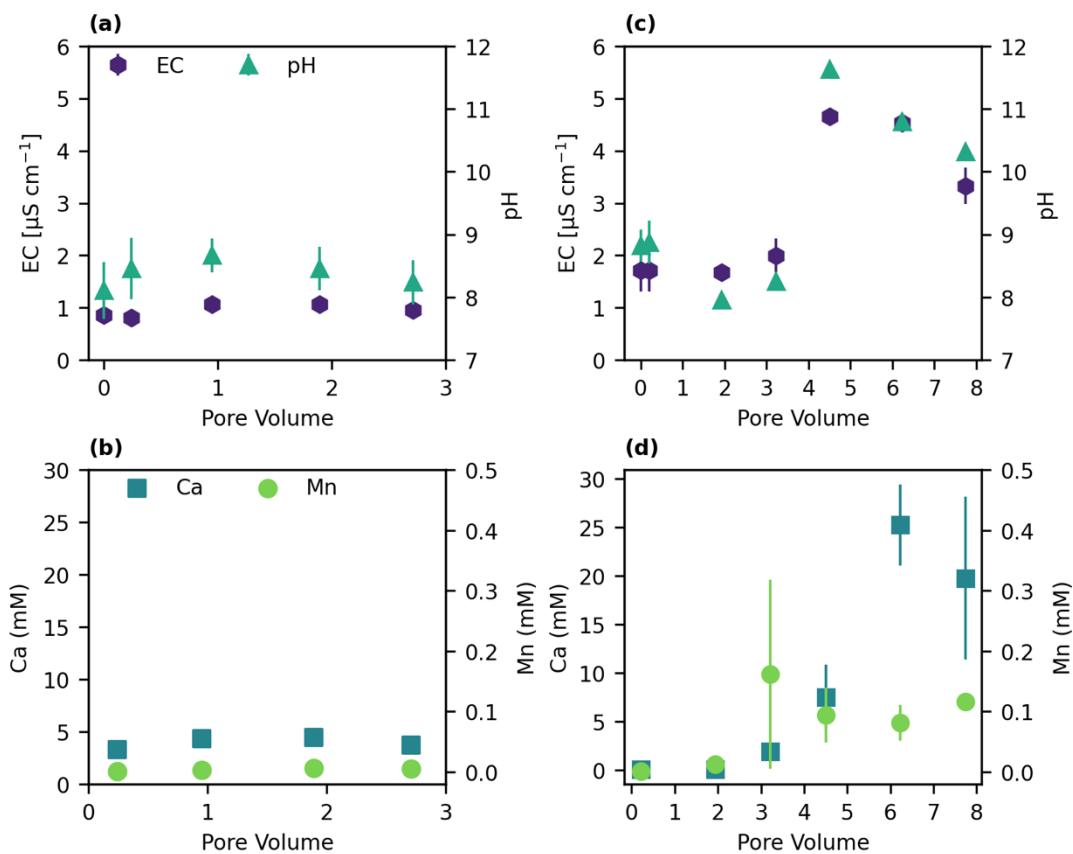 (a)
6
5
4
3
2
1
0
EC [µS cm⁻¹]
EC
pH
12
11
10
9
8
7
pH
0 1 2 3
Pore Volume
(c)
6
5
4
3
2
1
0
EC [µS cm⁻¹]
12
11
10
9
8
7
pH
0 1 2 3 4 5 6 7 8
Pore Volume
(b)
30
25
20
15
10
5
0
Ca (mM)
Ca
Mn
0.5
0.4
0.3
0.2
0.1
0.0
Mn (mM)
0 1 2 3
Pore Volume
(d)
30
25
20
15
10
5
0
Ca (mM)
0.5
0.4
0.3
0.2
0.1
0.0
Mn (mM)
0 1 2 3 4 5 6 7 8
Pore Volume